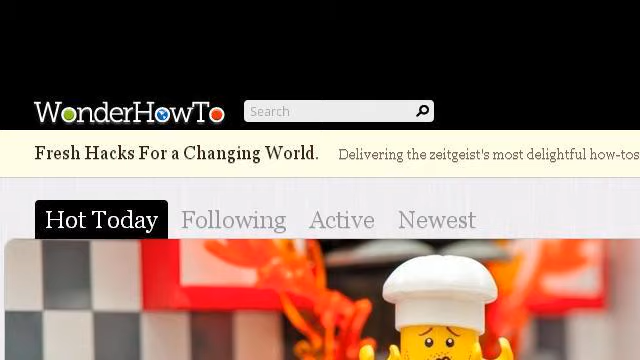 WonderHowTo
Search
Fresh Hacks For a Changing World.
Delivering the zeitgeist's most delightful how-tos
Hot Today
Following
Active
Newest